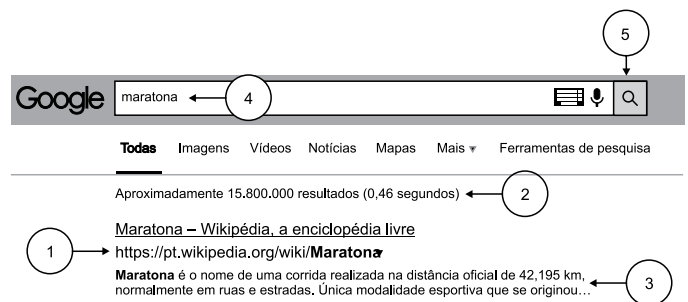 5
Google maratona 4
Todas Imagens Vídeos Notícias Mapas Mais Ferramentas de pesquisa
Aproximadamente 15.800.000 resultados (0,46 segundos) 2
Maratona – Wikipédia, a enciclopédia livre
1 https://pt.wikipedia.org/wiki/Maratona
Maratona é o nome de uma corrida realizada na distância oficial de 42,195 km,
normalmente em ruas e estradas. Única modalidade esportiva que se originou... 3